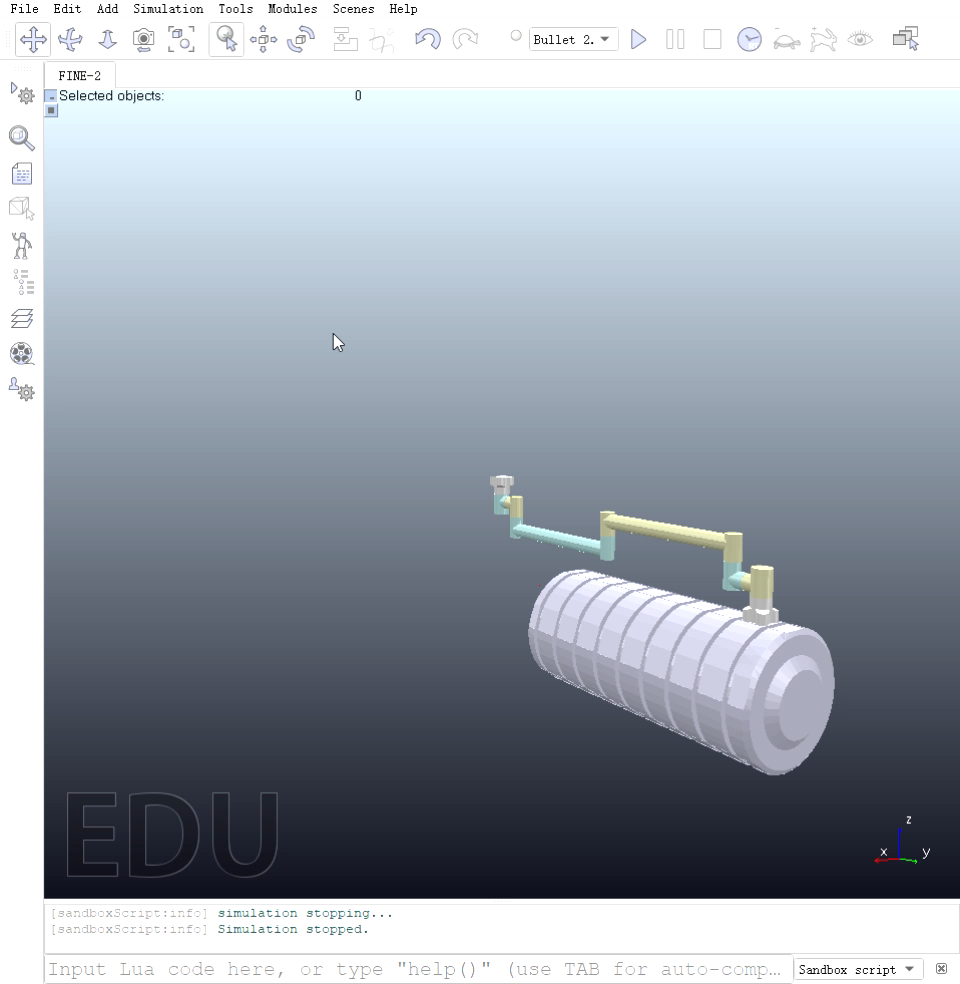 File Edit Add Simulation Tools Modules Scenes Help
Bullet 2.
FINE-2
Selected objects: 0
EDU
z
x y
[sandboxScript:info] simulation stopping...
[sandboxScript:info] Simulation stopped.
Input Lua code here, or type "help()" (use TAB for auto-comp... Sandbox script